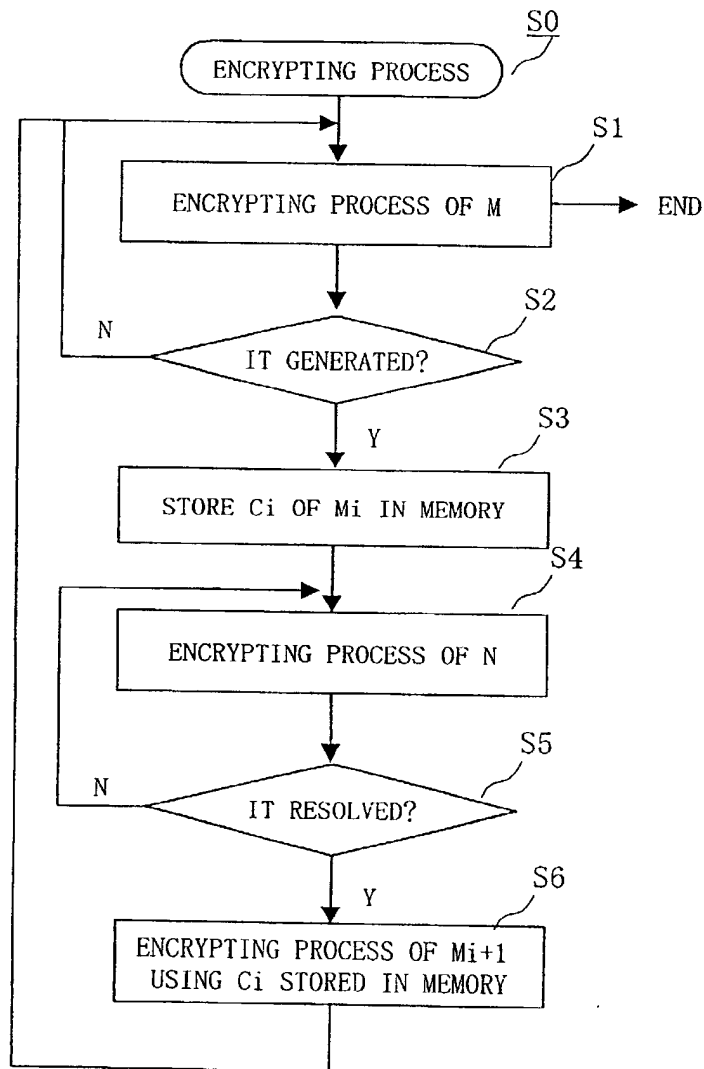 S0
ENCRYPTING PROCESS
S1
ENCRYPTING PROCESS OF M
END
S2
N
IT GENERATED?
Y
S3
STORE Ci OF Mi IN MEMORY
S4
ENCRYPTING PROCESS OF N
S5
N
IT RESOLVED?
Y
S6
ENCRYPTING PROCESS OF Mi+1
USING Ci STORED IN MEMORY